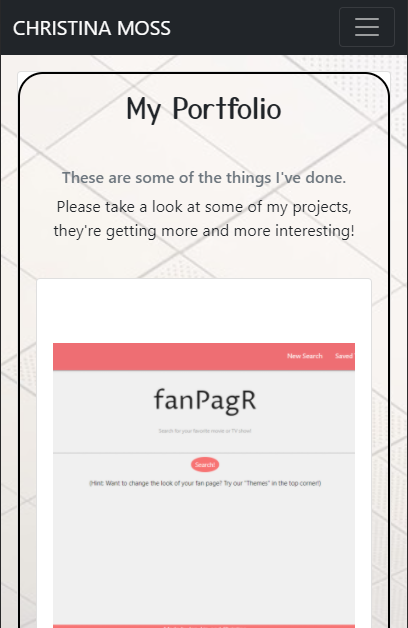 CHRISTINA MOSS
My Portfolio
These are some of the things I've done.
Please take a look at some of my projects,
they're getting more and more interesting!
New Search Saved
fanPagR
Search for your favorite movie or TV show!
Search!
(Hint: Want to change the look of your fan page? Try our "Themes" in the top corner!)